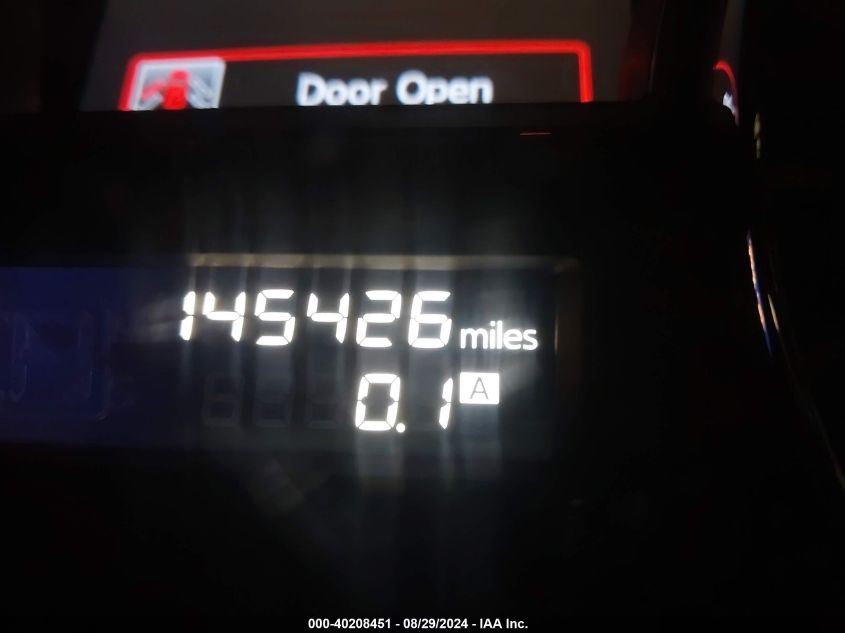 Door Open
145426 miles
0.1 A
000-40208451 - 08/29/2024 - IAA Inc.